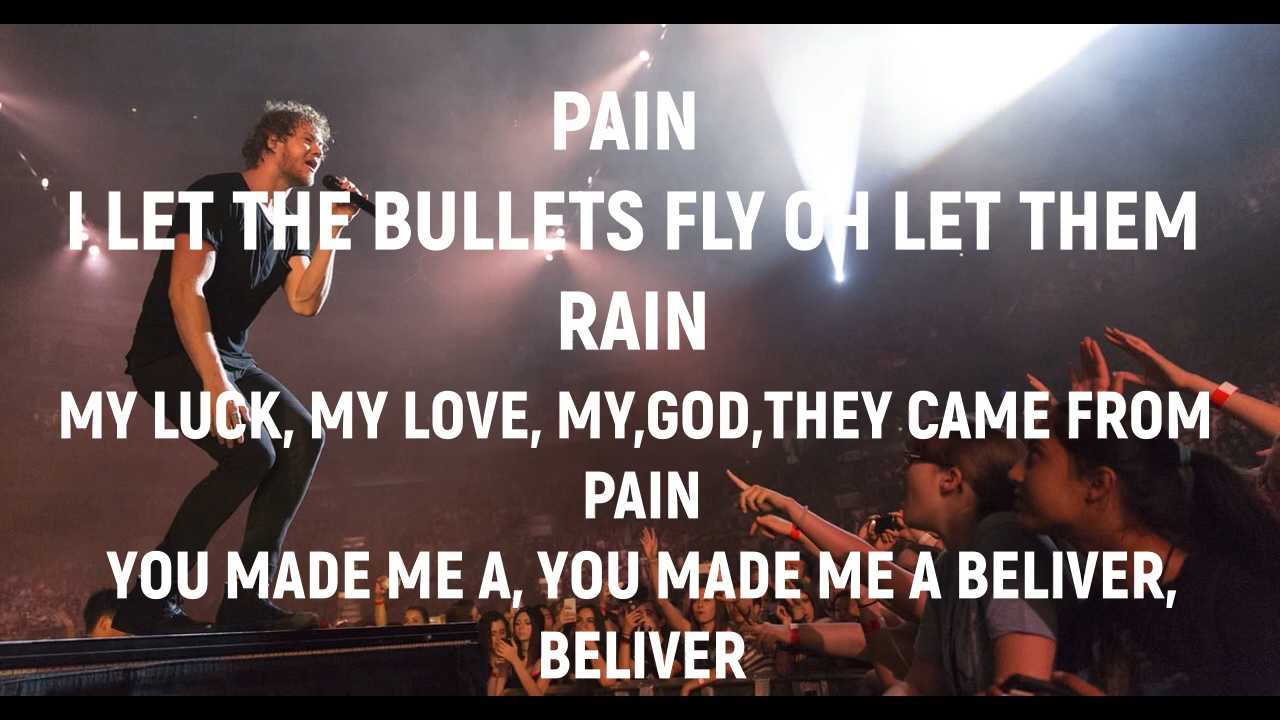 PAIN
I LET THE BULLETS FLY OH LET THEM
RAIN
MY LUCK, MY LOVE, MY,GOD,THEY CAME FROM
PAIN
YOU MADE ME A, YOU MADE ME A BELIVER,
BELIVER